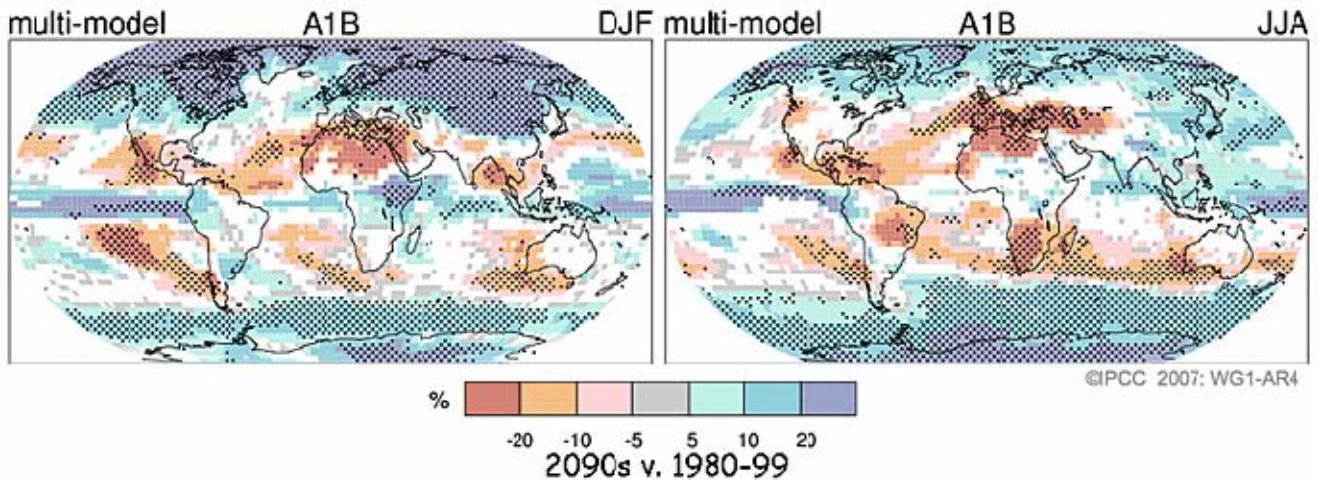 multi-model A1B DJF
multi-model A1B JJA
©IPCC 2007: WG1-AR4
%
-20 -10 -5 5 10 20
2090s v. 1980-99